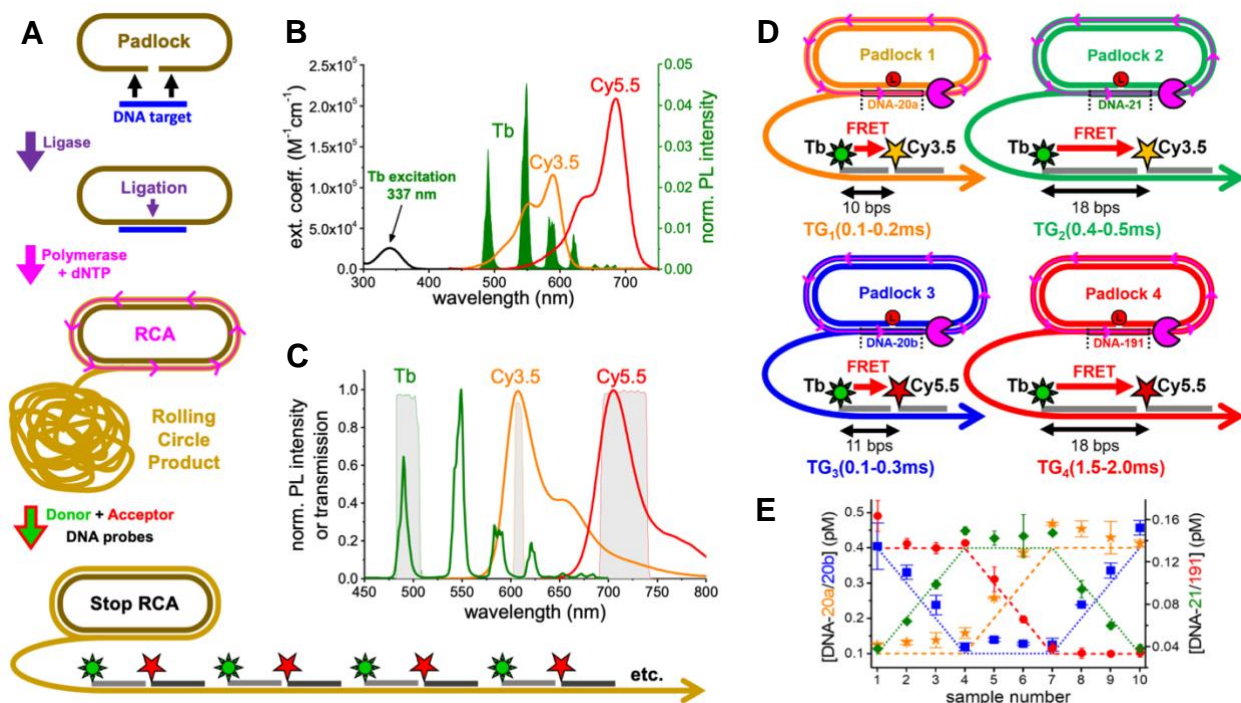 A
Padlock
DNA target
Ligase
Ligation
Polymerase
+ dNTP
RCA
Rolling
Circle
Product
Donor + Acceptor
DNA probes
Stop RCA
etc.
B
ext. coeff. (M⁻¹cm⁻¹)
2.5x10⁵
2.0x10⁵
1.5x10⁵
1.0x10⁵
5.0x10⁴
0.0
Tb excitation
337 nm
Tb
Cy3.5
Cy5.5
0.05
0.04
0.03
0.02
0.01
0.00
norm. PL intensity
300 400 500 600 700
wavelength (nm)
C
norm. PL intensity
or transmission
1.0
0.8
0.6
0.4
0.2
0.0
Tb
Cy3.5
Cy5.5
450 500 550 600 650 700 750 800
wavelength (nm)
D
Padlock 1
L
DNA-20a
FRET
Tb
Cy3.5
10 bps
TG₁(0.1-0.2ms)
Padlock 2
L
DNA-21
FRET
Tb
Cy3.5
18 bps
TG₂(0.4-0.5ms)
Padlock 3
L
DNA-20b
FRET
Tb
Cy5.5
11 bps
TG₃(0.1-0.3ms)
Padlock 4
L
DNA-191
FRET
Tb
Cy5.5
18 bps
TG₄(1.5-2.0ms)
E
[DNA-20a/20b] (pM)
0.5
0.4
0.3
0.2
0.1
0.16
0.12
0.08
0.04
[DNA-21/191] (pM)
1 2 3 4 5 6 7 8 9 10
sample number